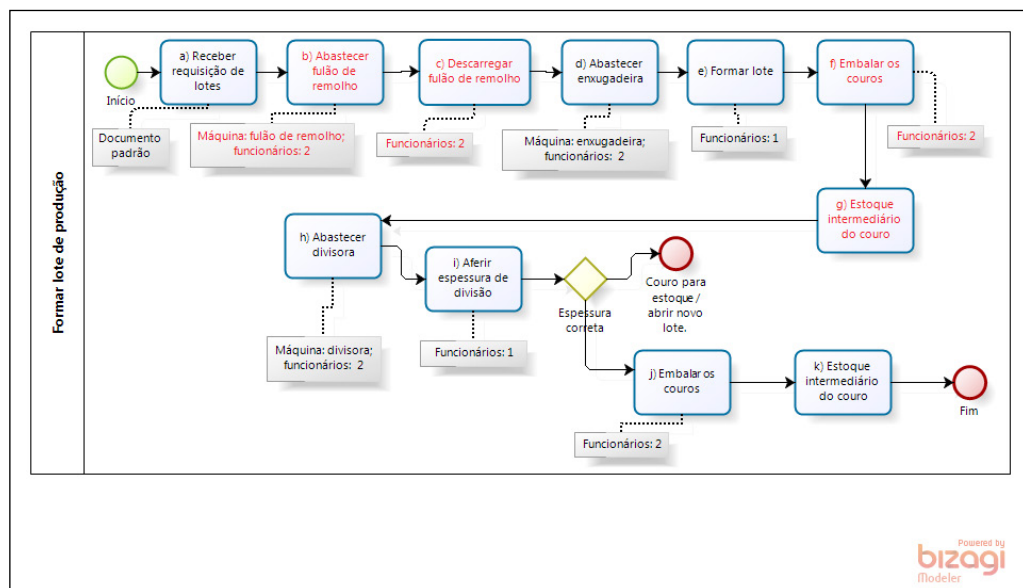 Formar lote de produção
Início
a) Receber
requisição de
lotes
Documento
padrão
b) Abastecer
fulão de
remolho
Máquina: fulão de remolho;
funcionários: 2
c) Descarregar
fulão de remolho
Funcionários: 2
d) Abastecer
enxugadeira
Máquina: enxugadeira;
funcionários: 2
e) Formar lote
Funcionários: 1
f) Embalar os
couros
Funcionários: 2
g) Estoque
intermediário
do couro
h) Abastecer
divisora
Máquina: divisora;
funcionários: 2
i) Aferir
espessura de
divisão
Funcionários: 1
Espessura
correta
Couro para
estoque /
abrir novo
lote.
j) Embalar os
couros
Funcionários: 2
k) Estoque
intermediário
do couro
Fim
Powered by
bizagi
Modeler